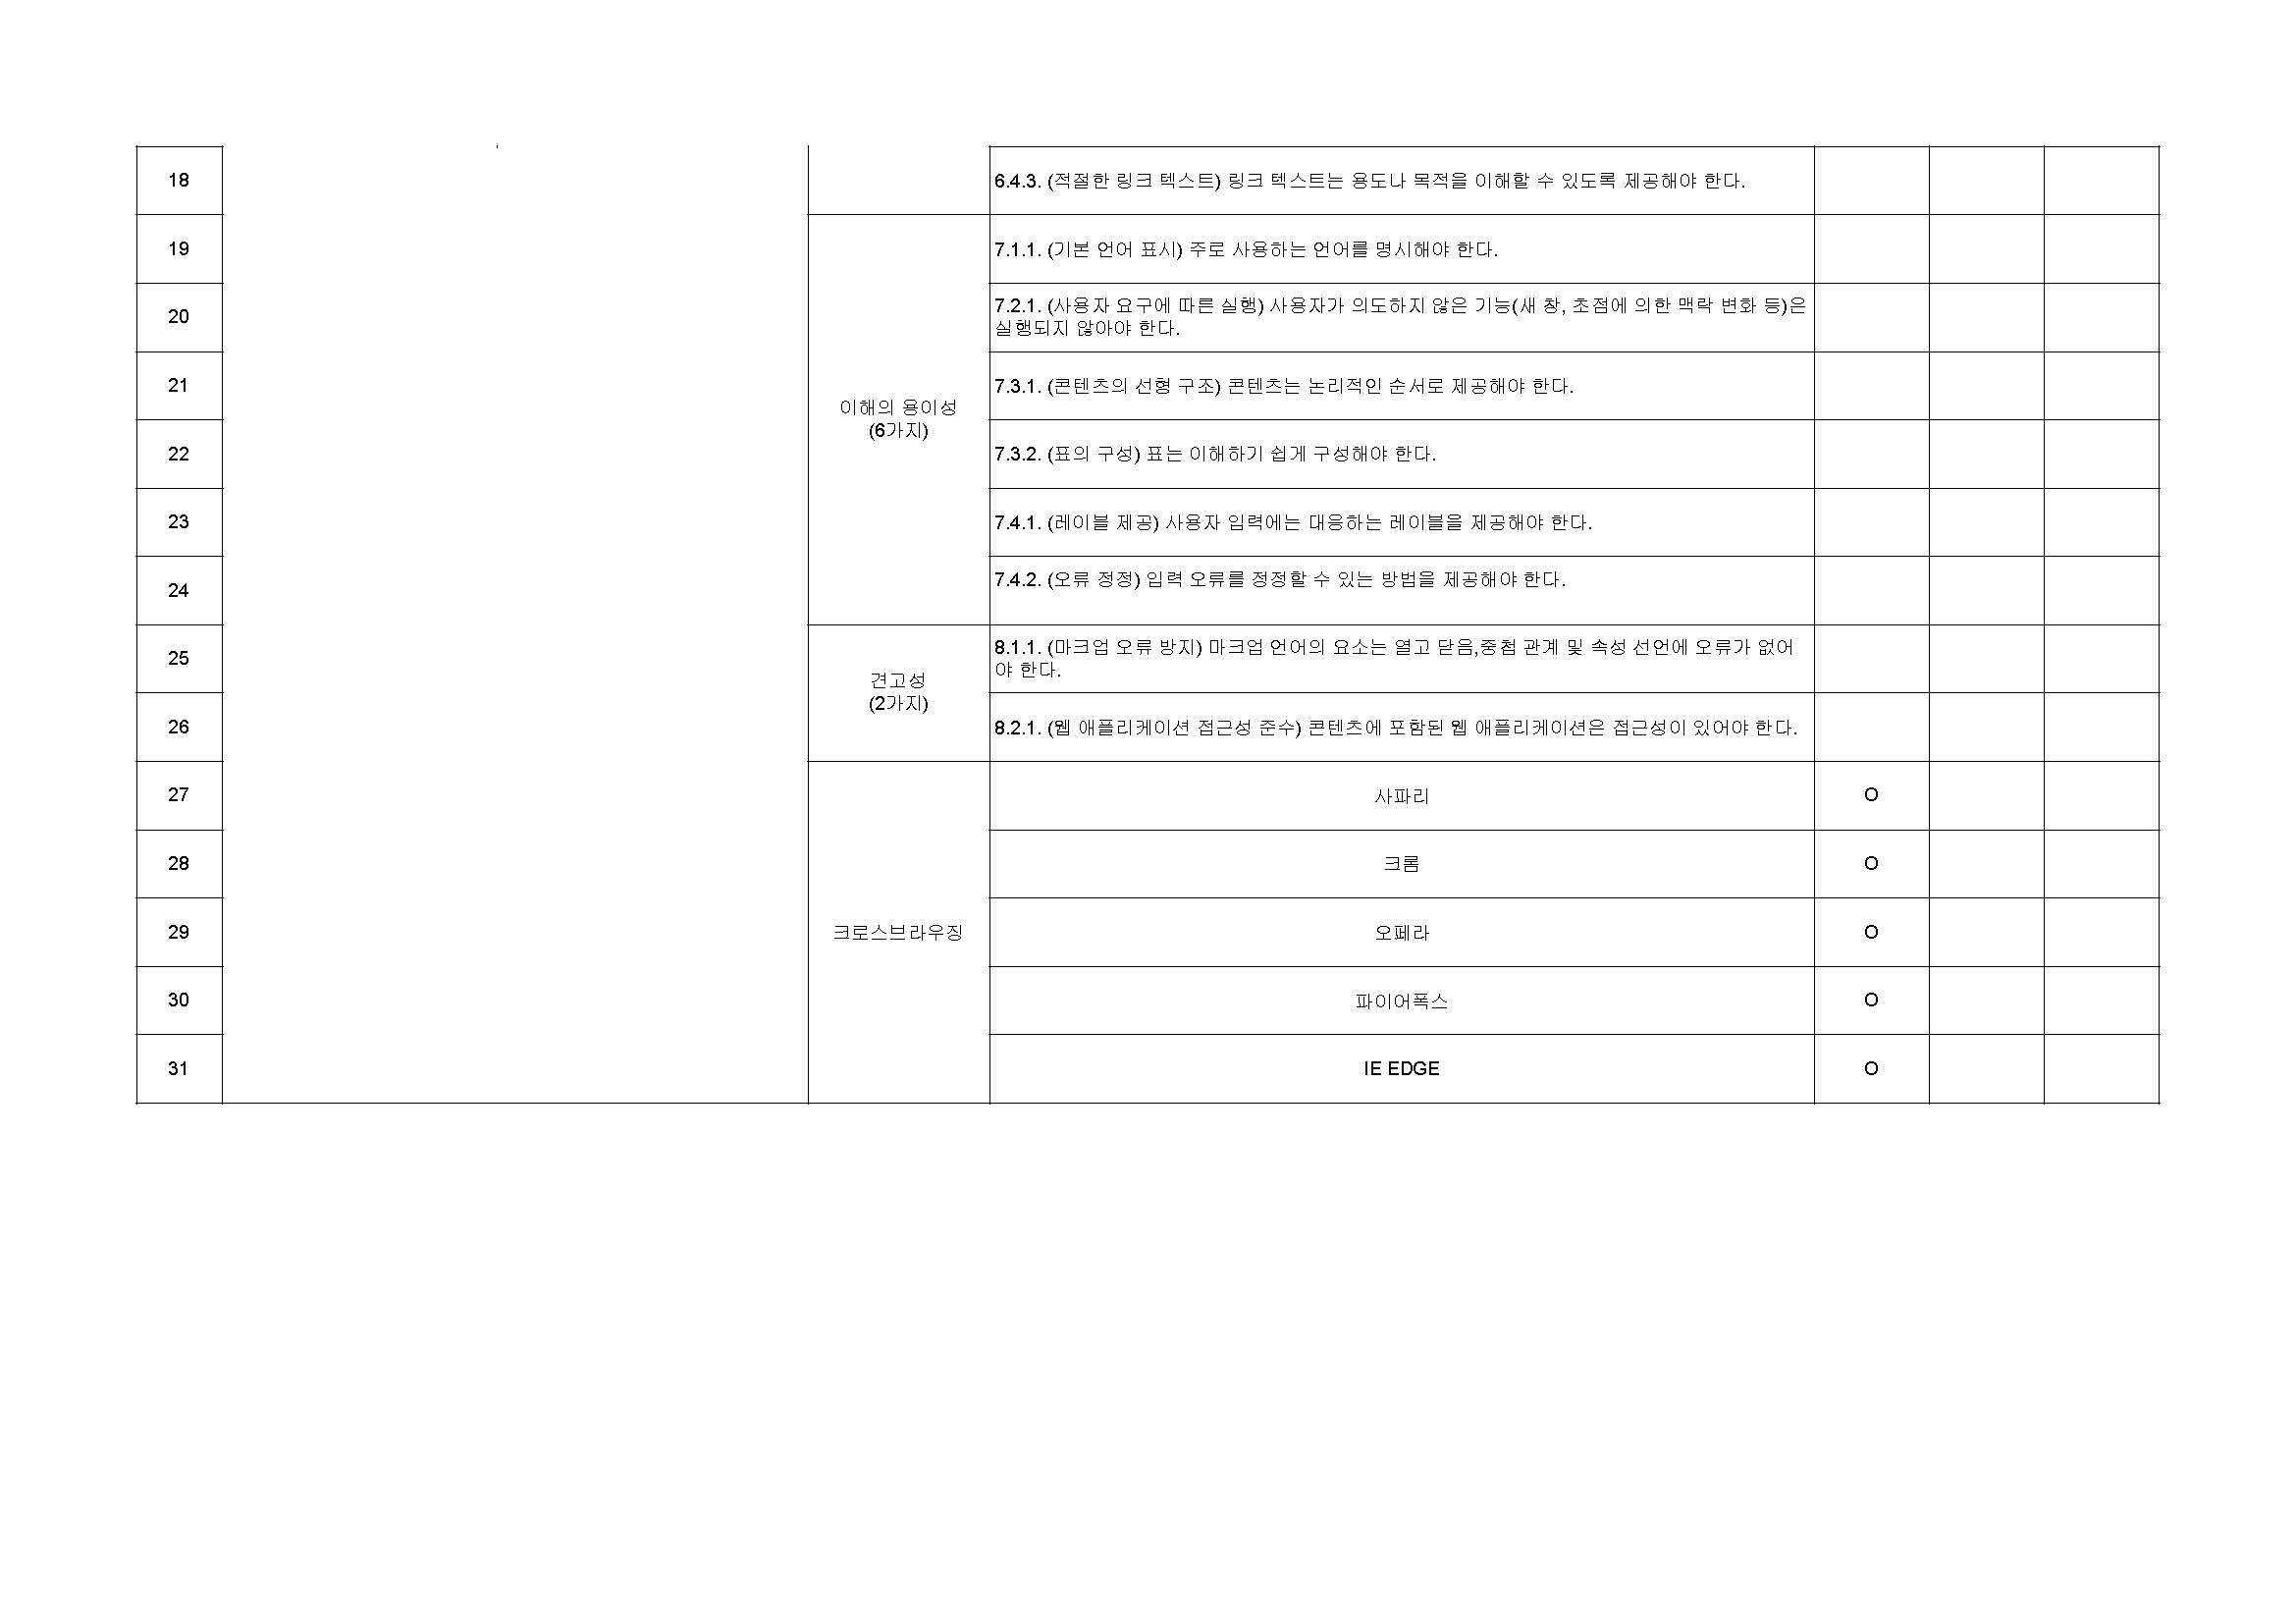 18
6.4.3. (적절한 링크 텍스트) 링크 텍스트는 용도나 목적을 이해할 수 있도록 제공해야 한다.
이해의 용이성
(6가지)
19
7.1.1. (기본 언어 표시) 주로 사용하는 언어를 명시해야 한다.
20
7.2.1. (사용자 요구에 따른 실행) 사용자가 의도하지 않은 기능(새 창, 초점에 의한 맥락 변화 등)은
실행되지 않아야 한다.
21
7.3.1. (콘텐츠의 선형 구조) 콘텐츠는 논리적인 순서로 제공해야 한다.
22
7.3.2. (표의 구성) 표는 이해하기 쉽게 구성해야 한다.
23
7.4.1. (레이블 제공) 사용자 입력에는 대응하는 레이블을 제공해야 한다.
24
7.4.2. (오류 정정) 입력 오류를 정정할 수 있는 방법을 제공해야 한다.
견고성
(2가지)
25
8.1.1. (마크업 오류 방지) 마크업 언어의 요소는 열고 닫음,중첩 관계 및 속성 선언에 오류가 없어
야 한다.
26
8.2.1. (웹 애플리케이션 접근성 준수) 콘텐츠에 포함된 웹 애플리케이션은 접근성이 있어야 한다.
크로스브라우징
27
사파리
O
28
크롬
O
29
오페라
O
30
파이어폭스
O
31
IE EDGE
O